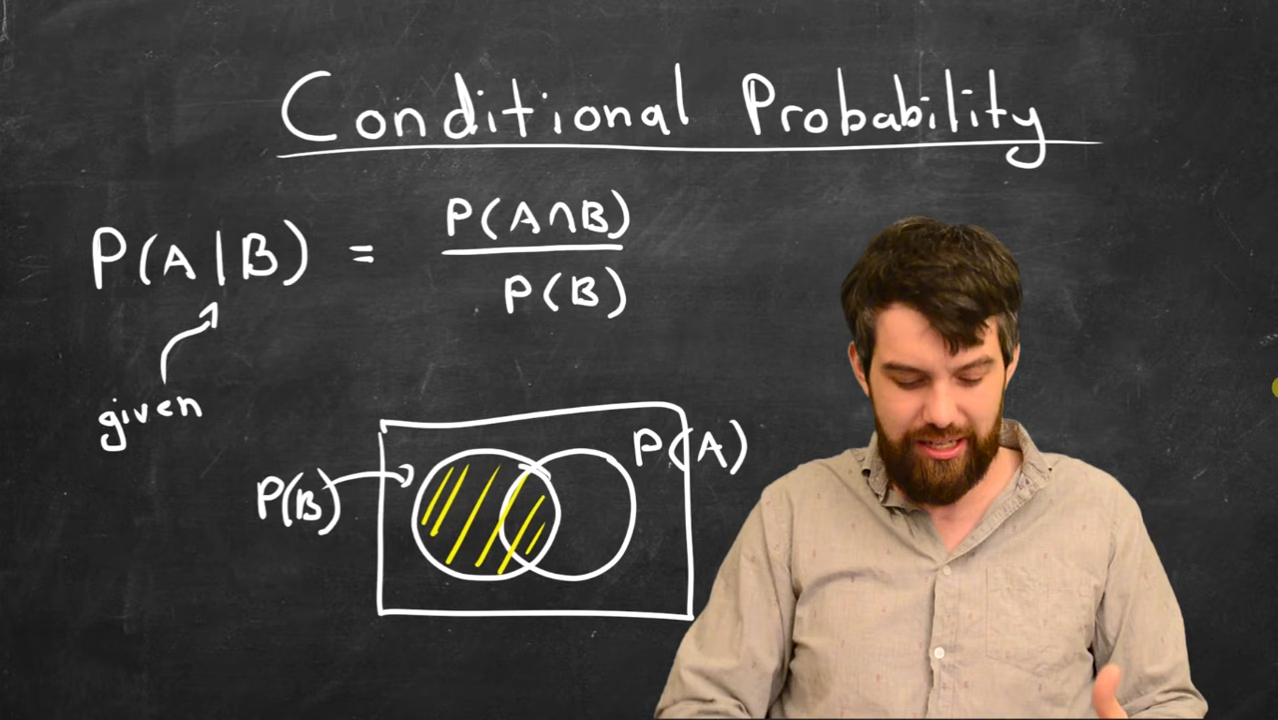 Conditional Probability
P(A|B) = P(A∩B)
P(B)
given
P(A)
P(B)